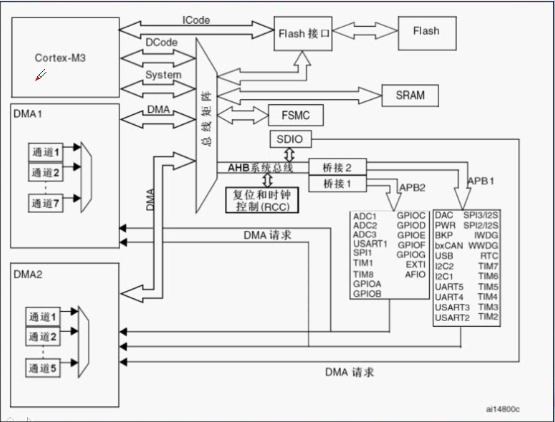 ICode
DCode
Cortex-M3
Flash 接口
Flash
System
DMA
总线矩阵
SRAM
FSMC
SDIO
DMA1
通道1
通道2
通道7
DMA
AHB系统总线
桥接 2
桥接 1
复位和时钟
控制(RCC)
APB2
APB1
ADC1 GPIOC
ADC2 GPIOD
ADC3 GPIOE
USART1 GPIOF
SPI1 GPIOG
TIM1 EXTI
TIM8 AFIO
GPIOA
GPIOB
DAC SPI3/I2S
PWR SPI2/I2S
BKP IWDG
bxCAN WWDG
USB RTC
I2C2 TIM7
I2C1 TIM6
UART5 TIM5
UART4 TIM4
USART3 TIM3
USART2 TIM2
DMA 请求
DMA2
通道1
通道2
通道5
DMA 请求
ai14800c